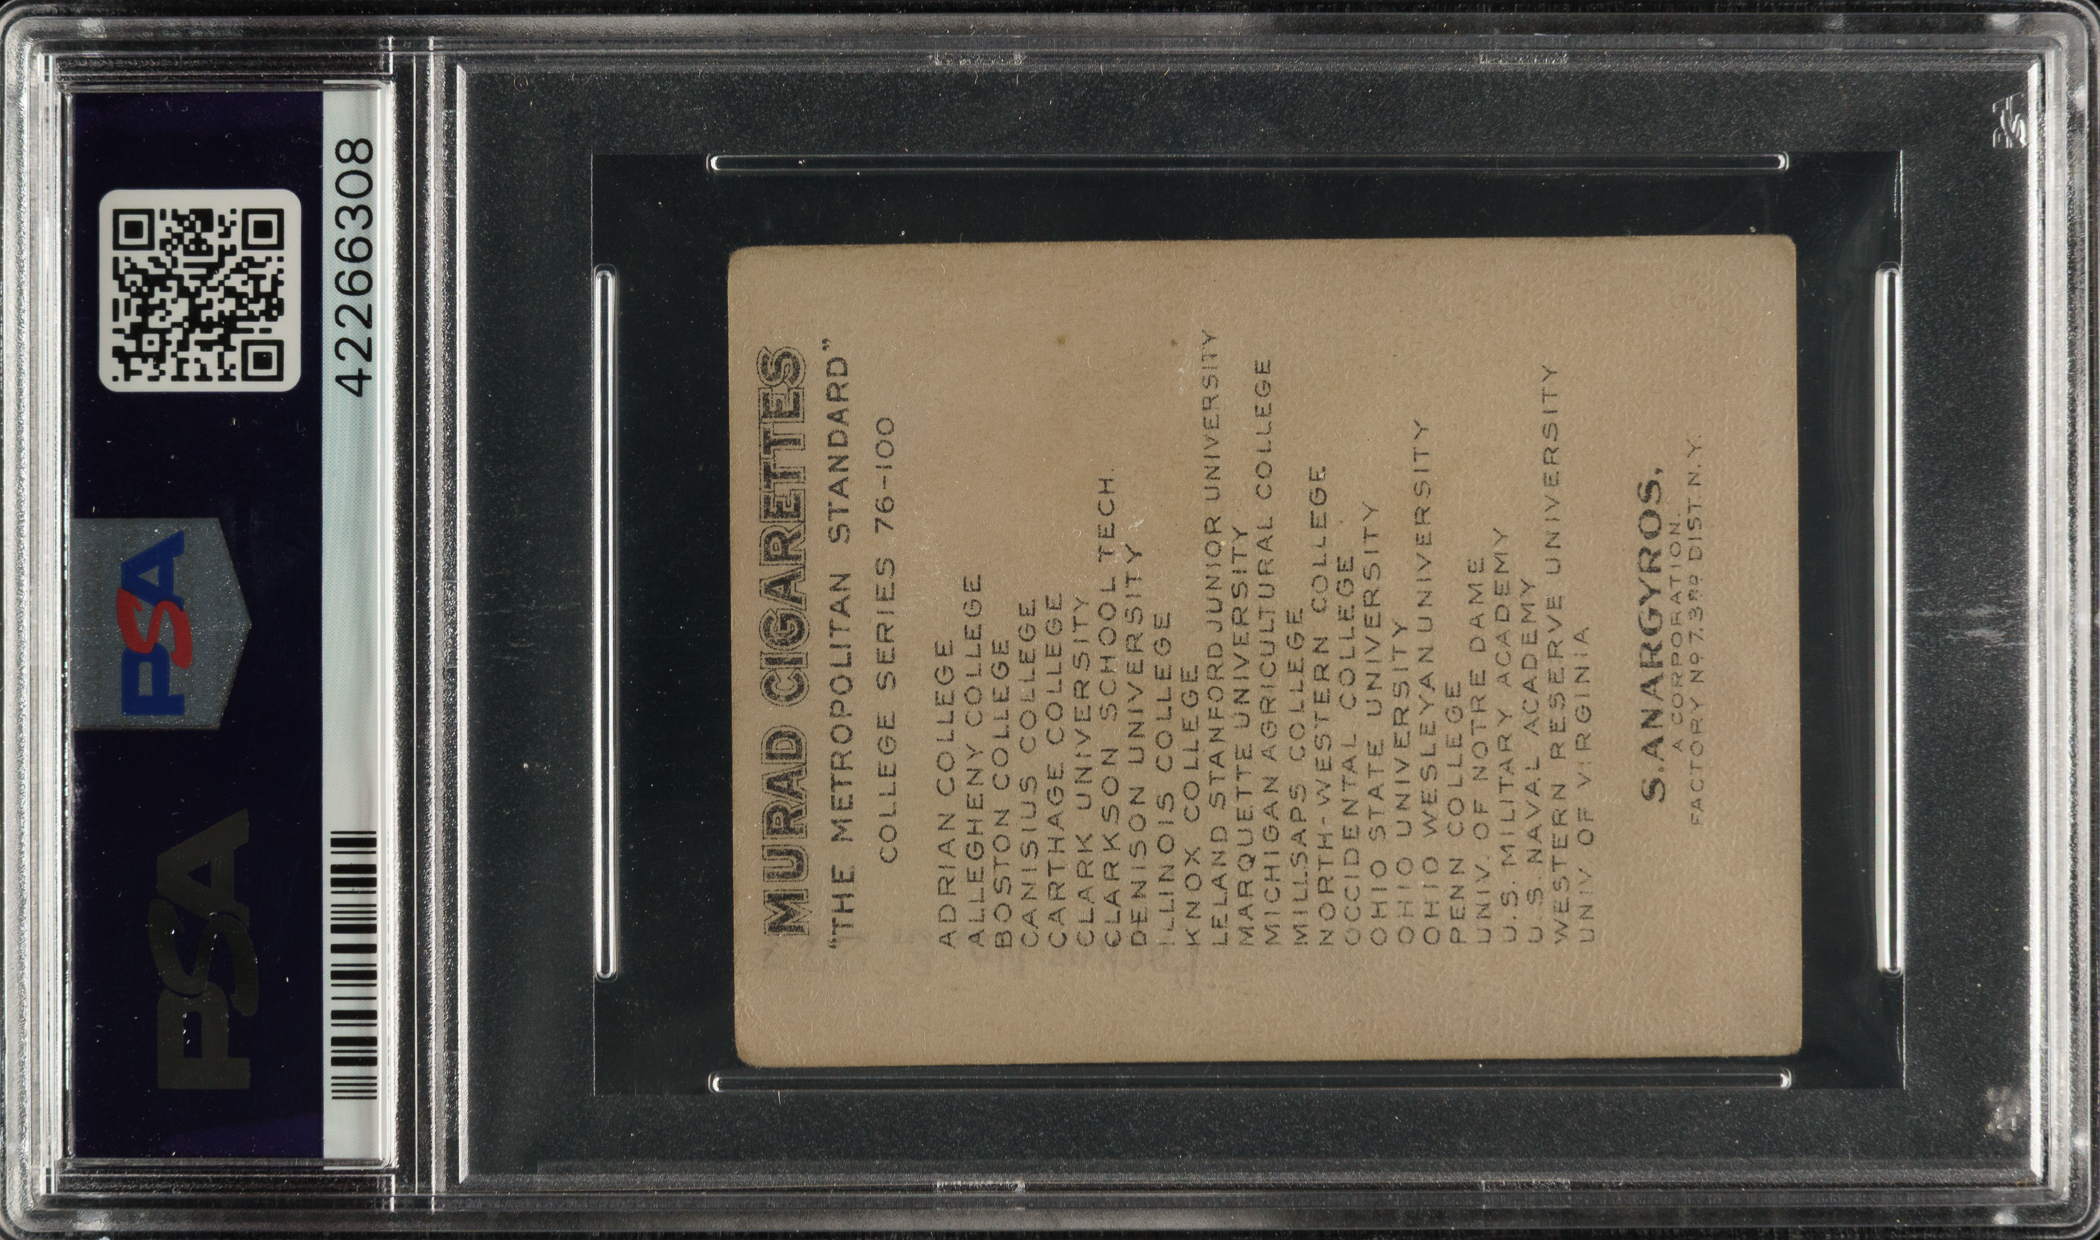 PSA
42266308
PSA
MURAD CIGARETTES
"THE METROPOLITAN STANDARD"
COLLEGE SERIES 76-100
ADRIAN COLLEGE
ALLEGHENY COLLEGE
BOSTON COLLEGE
CANISIUS COLLEGE
CARTHAGE COLLEGE
CLARK UNIVERSITY
CLARKSON SCHOOL TECH.
DENISON UNIVERSITY
ILLINOIS COLLEGE
KNOX COLLEGE
LELAND STANFORD JUNIOR UNIVERSITY
MARQUETTE UNIVERSITY
MICHIGAN AGRICULTURAL COLLEGE
MILLSAPS COLLEGE
NORTH-WESTERN COLLEGE
OCCIDENTAL COLLEGE
OHIO STATE UNIVERSITY
OHIO UNIVERSITY
OHIO WESLEYAN UNIVERSITY
PENN COLLEGE
UNIV. OF NOTRE DAME
U.S. MILITARY ACADEMY
U.S. NAVAL ACADEMY
WESTERN RESERVE UNIVERSITY
UNIV. OF VIRGINIA
S. ANARGYROS,
A CORPORATION.
FACTORY Nº 7. 3RD DIST. N.Y.
PSA